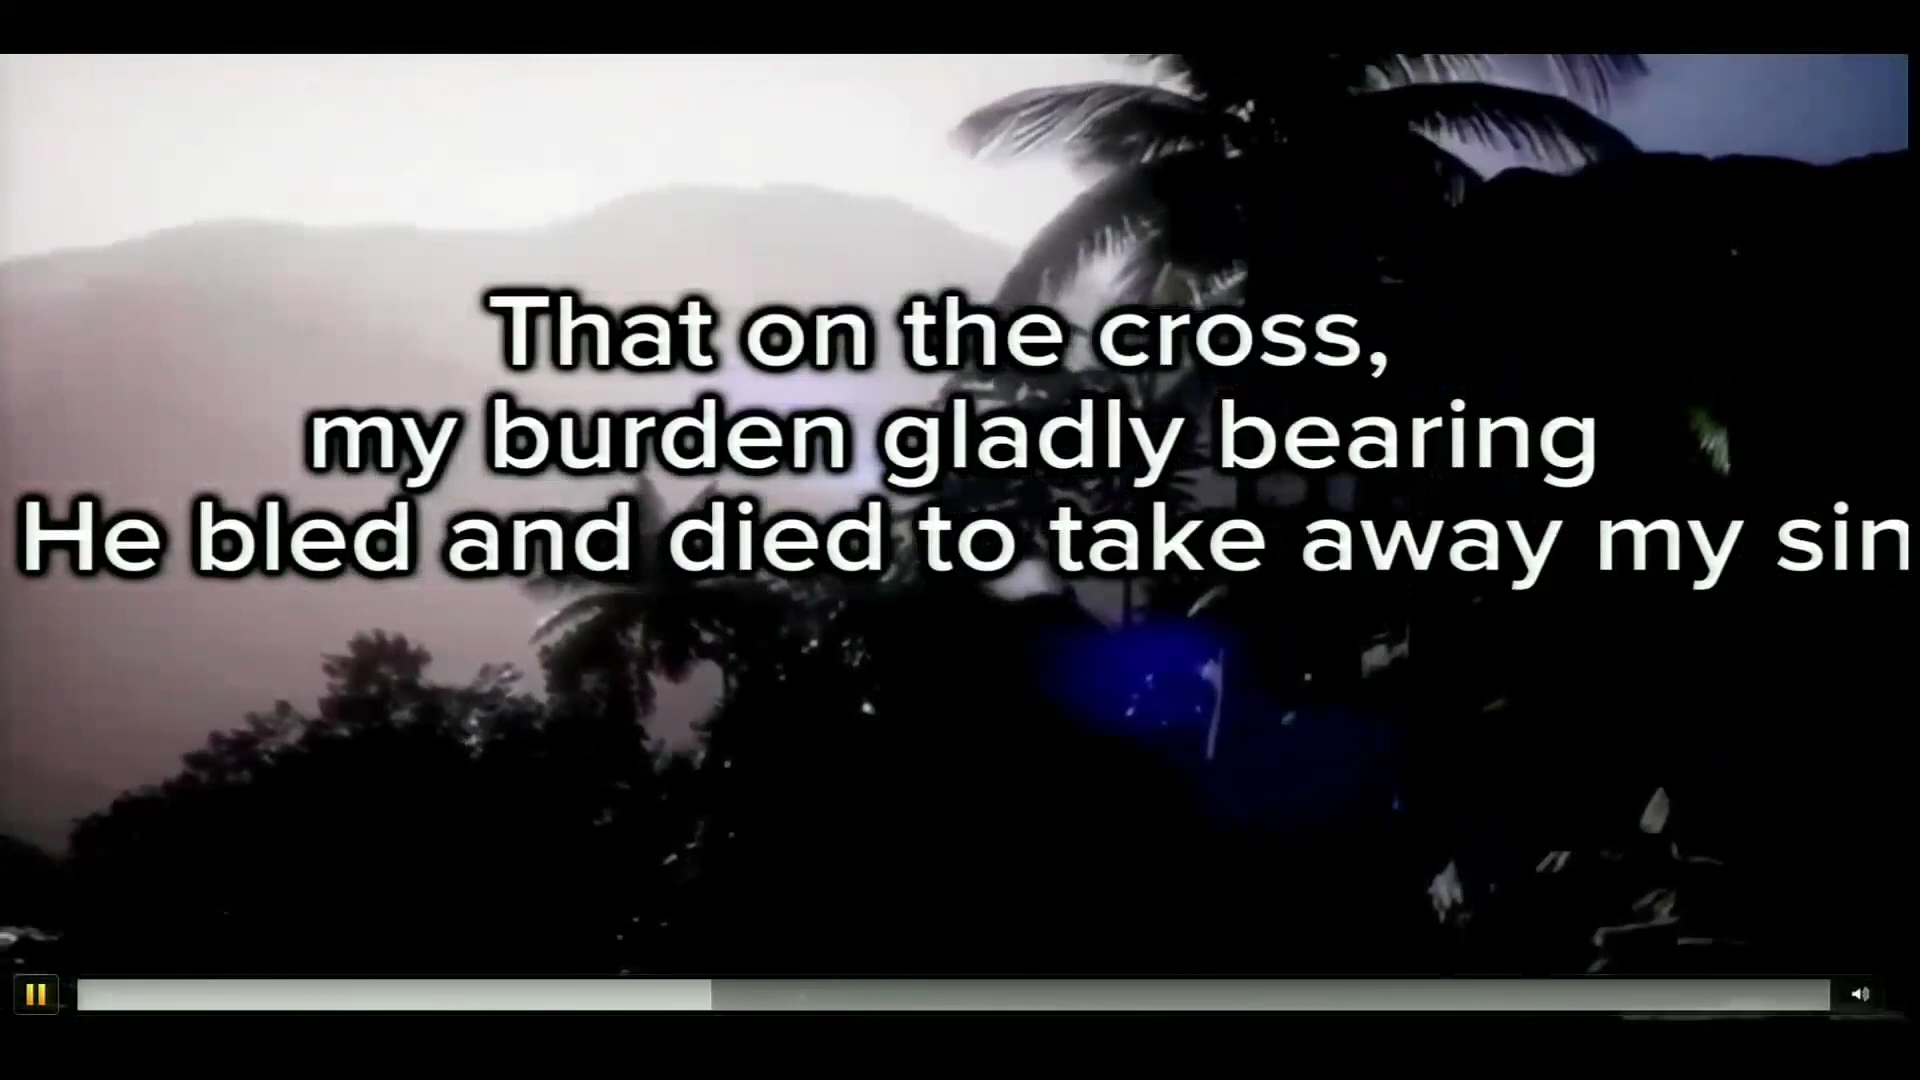 That on the cross,
my burden gladly bearing
He bled and died to take away my sin